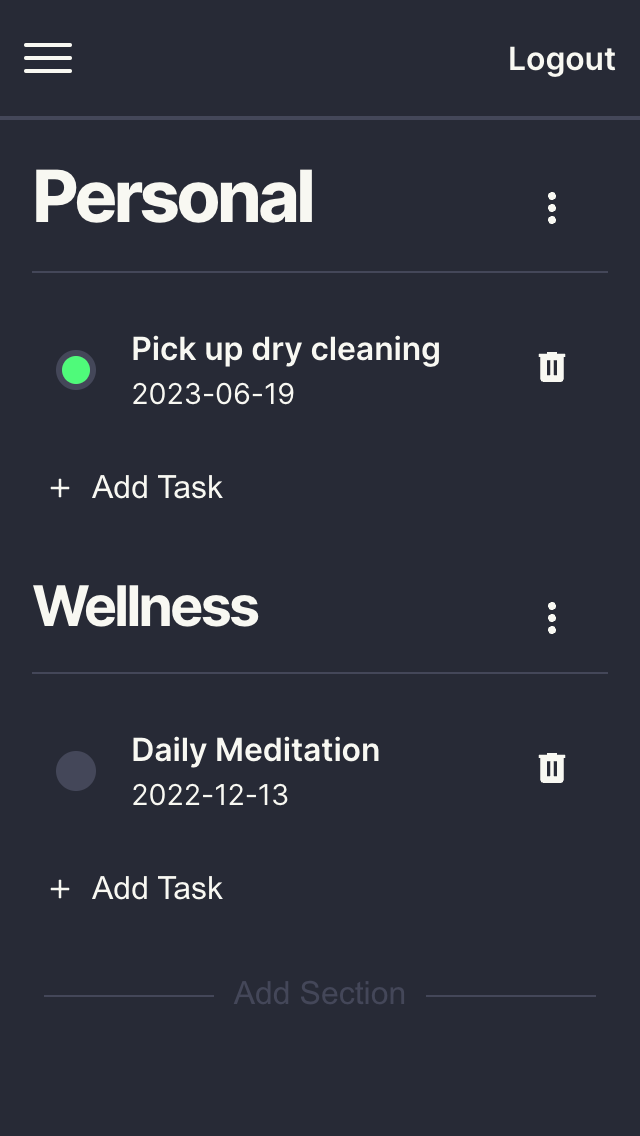 Logout
Personal
Pick up dry cleaning
2023-06-19
+ Add Task
Wellness
Daily Meditation
2022-12-13
+ Add Task
Add Section